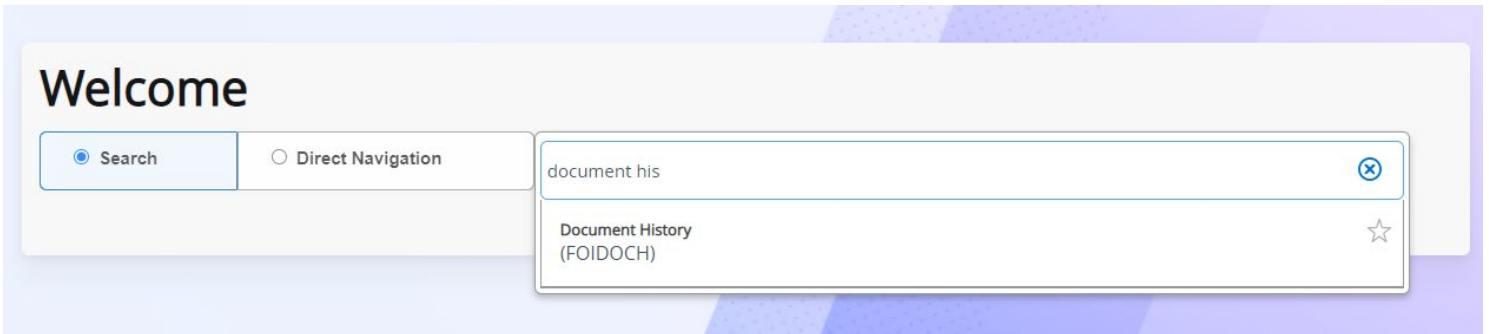 Welcome
Search
Direct Navigation
document his
Document History
(FOIDOCH)